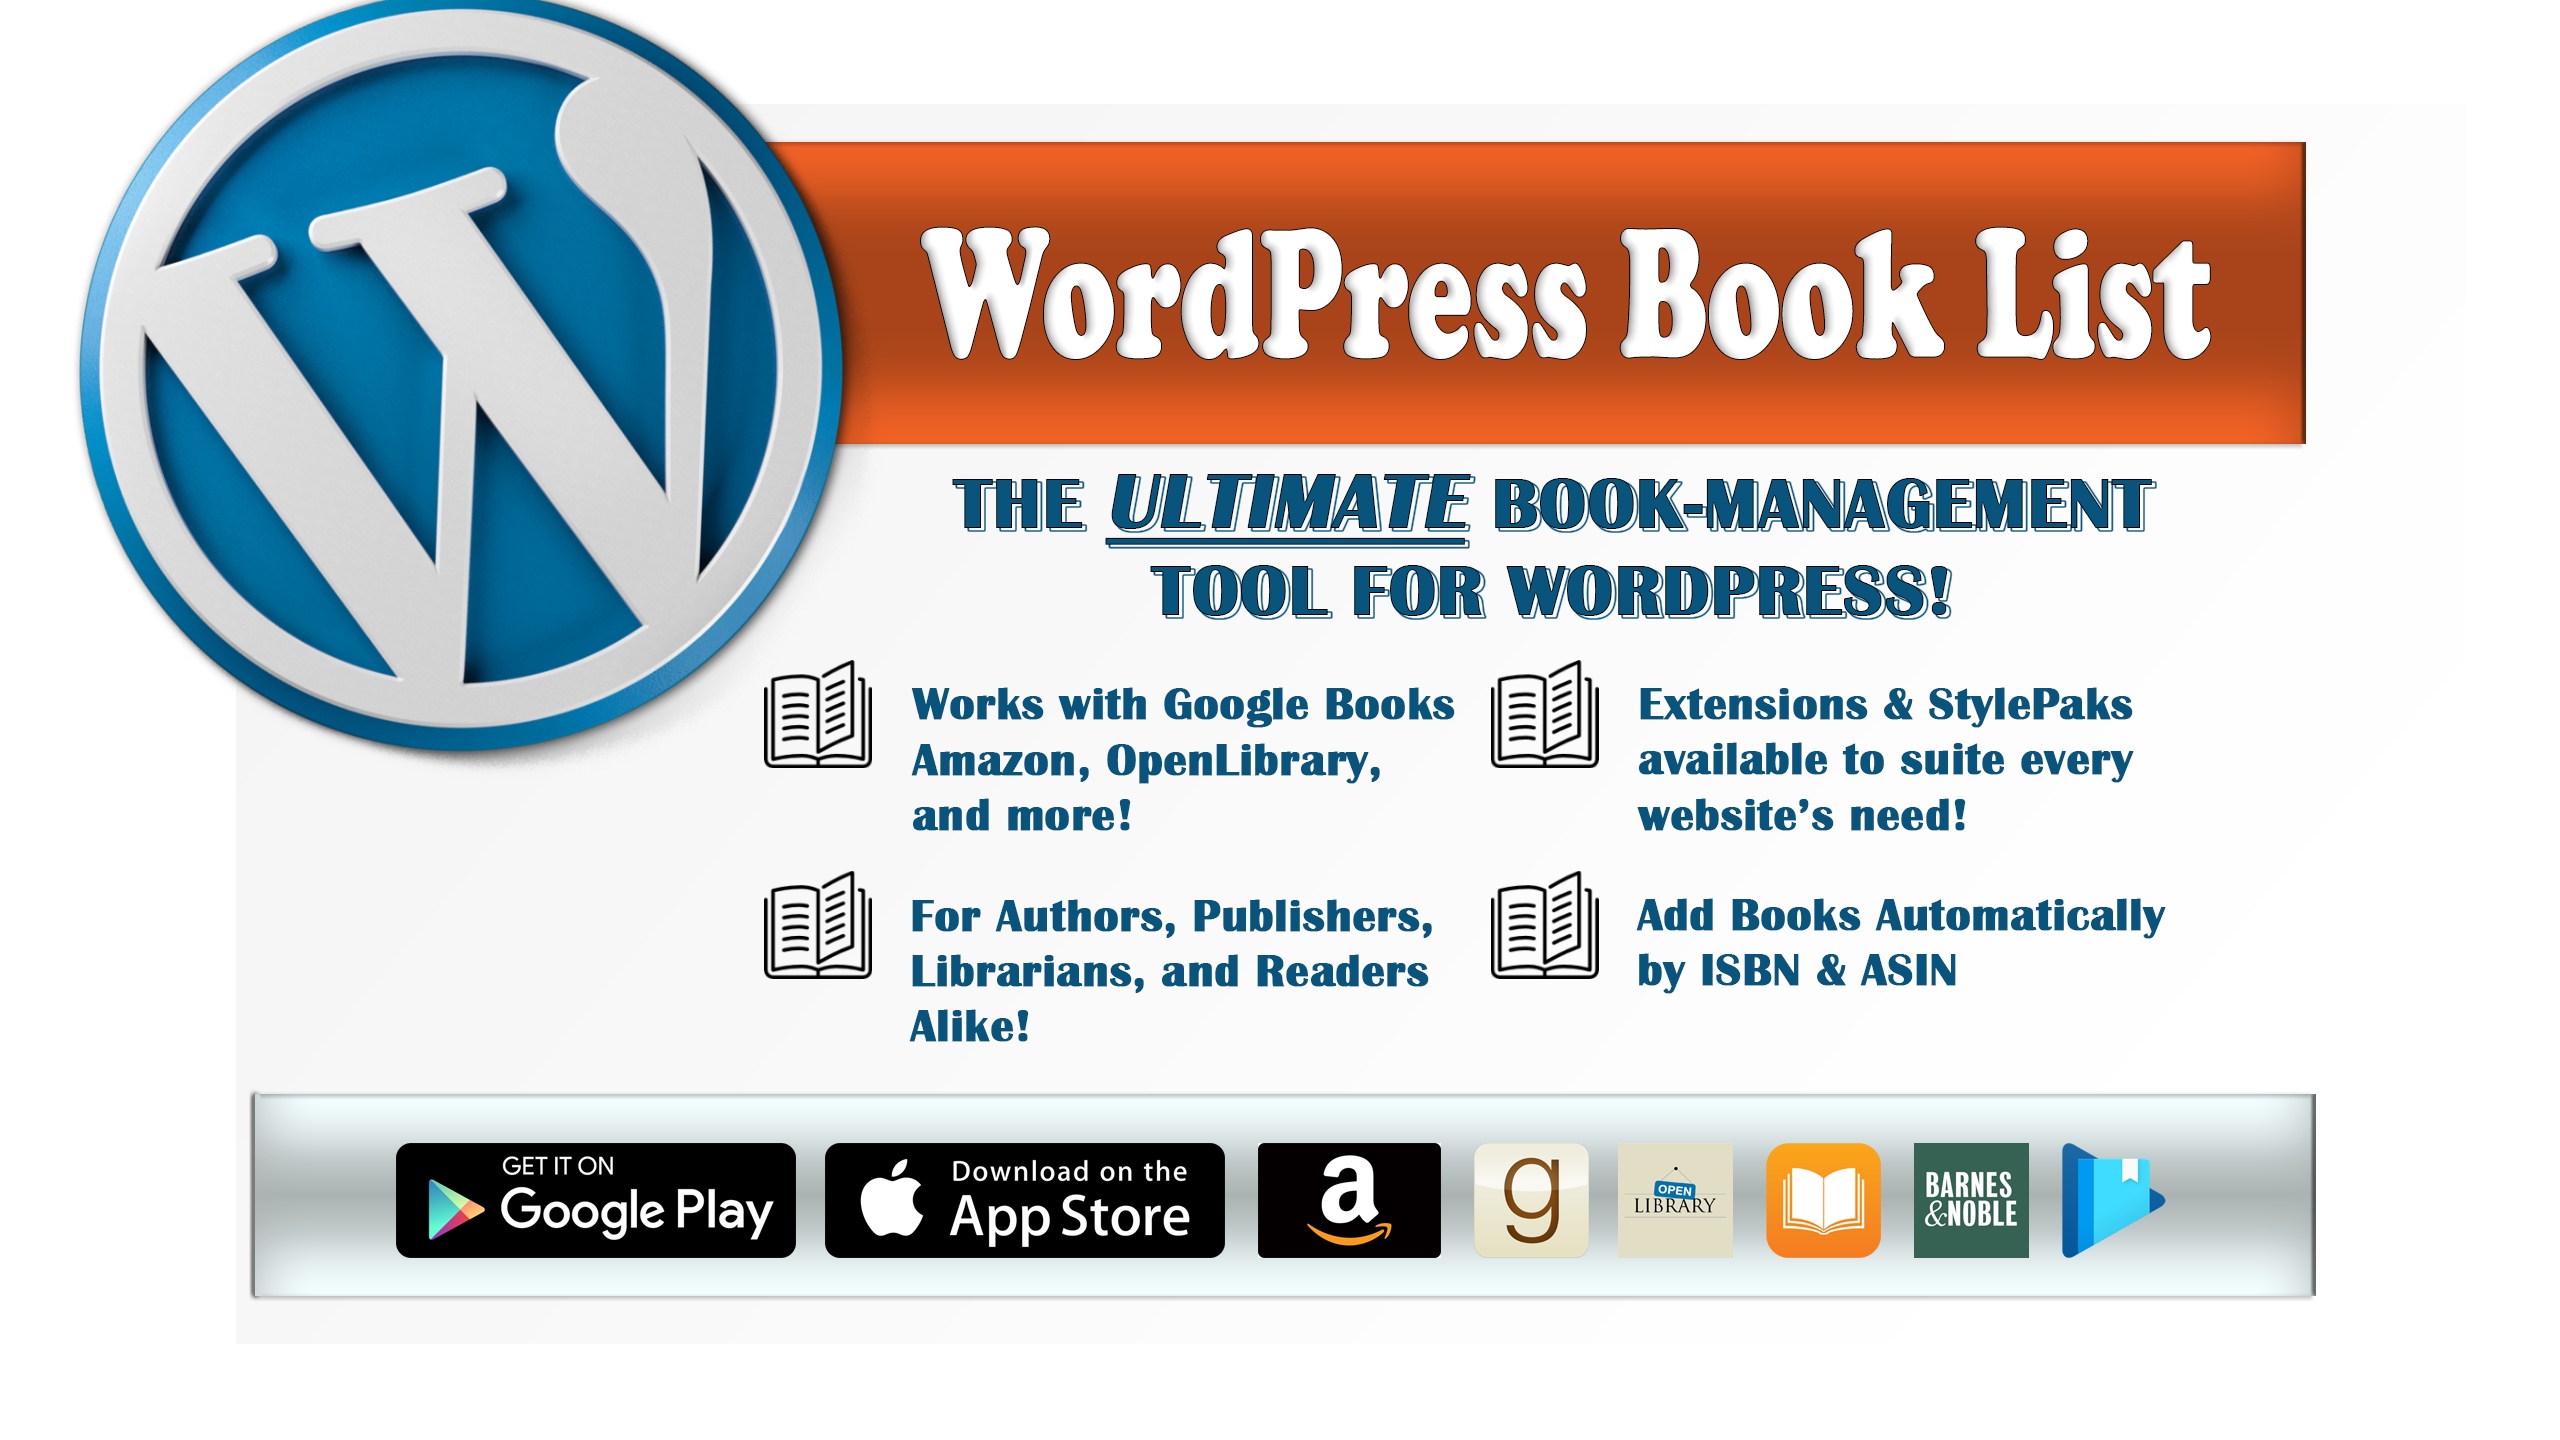 WordPress Book List
THE ULTIMATE BOOK-MANAGEMENT
TOOL FOR WORDPRESS!
Works with Google Books
Amazon, OpenLibrary,
and more!
Extensions & StylePaks
available to suite every
website's need!
For Authors, Publishers,
Librarians, and Readers
Alike!
Add Books Automatically
by ISBN & ASIN
GET IT ON
Google Play
Download on the
App Store
a
g
OPEN
LIBRARY
BARNES
&NOBLE